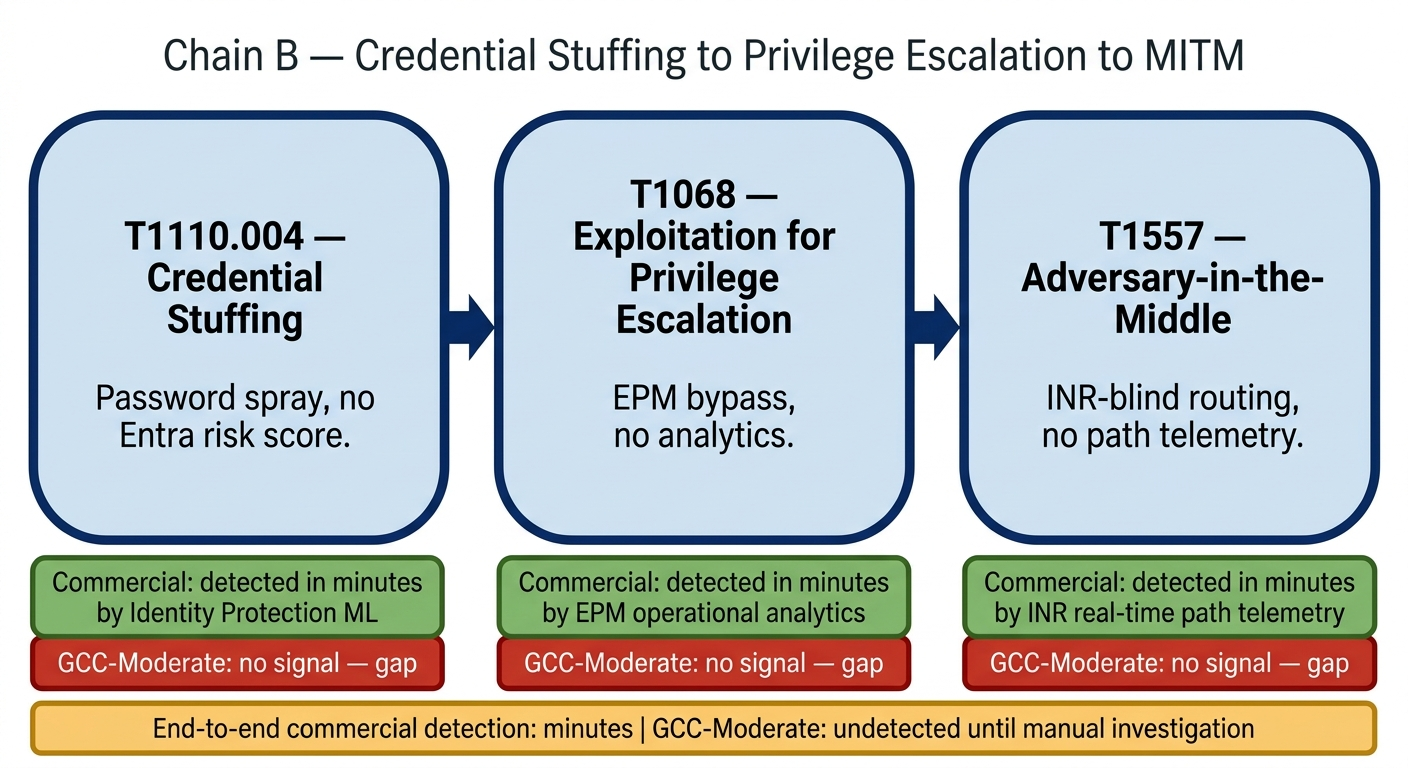 Chain B — Credential Stuffing to Privilege Escalation to MITM
T1110.004 —
Credential
Stuffing
Password spray, no
Entra risk score.
T1068 —
Exploitation for
Privilege
Escalation
EPM bypass,
no analytics.
T1557 —
Adversary-in-the-
Middle
INR-blind routing,
no path telemetry.
Commercial: detected in minutes
by Identity Protection ML
GCC-Moderate: no signal — gap
Commercial: detected in minutes
by EPM operational analytics
GCC-Moderate: no signal — gap
Commercial: detected in minutes
by INR real-time path telemetry
GCC-Moderate: no signal — gap
End-to-end commercial detection: minutes | GCC-Moderate: undetected until manual investigation